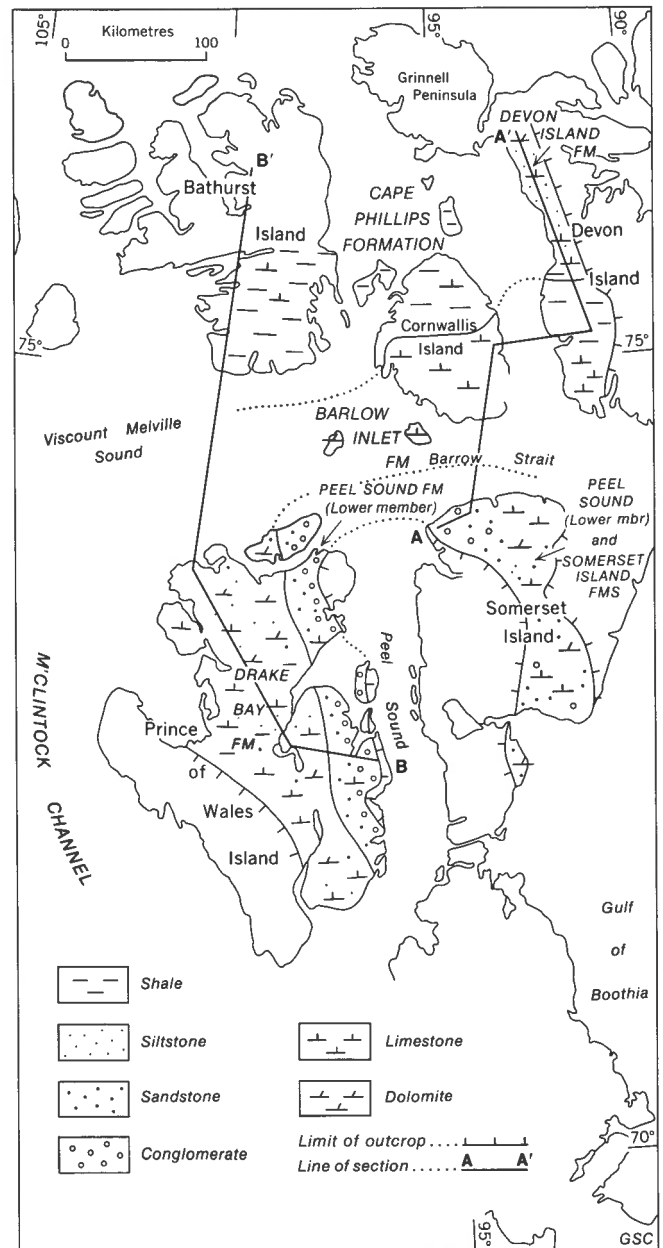 105°
Kilometres
0 100
95°
90°
Grinnell
Peninsula
DEVON
ISLAND
FM
A'
B'
Bathurst
Island
CAPE
PHILLIPS
FORMATION
Devon
Island
Cornwallis
Island
75°
75°
Viscount Melville
Sound
BARLOW
INLET
FM
Barrow Strait
PEEL SOUND FM
(Lower member)
A
PEEL
SOUND
(Lower mbr)
and
SOMERSET
ISLAND
FMS
Somerset
Island
Peel
Sound
DRAKE
BAY
FM
B
Prince
of
Wales
Island
M'CLINTOCK
CHANNEL
Gulf
of
Boothia
Shale
Siltstone
Sandstone
Conglomerate
Limestone
Dolomite
Limit of outcrop ....
Line of section ...... A A'
70°
95°
GSC